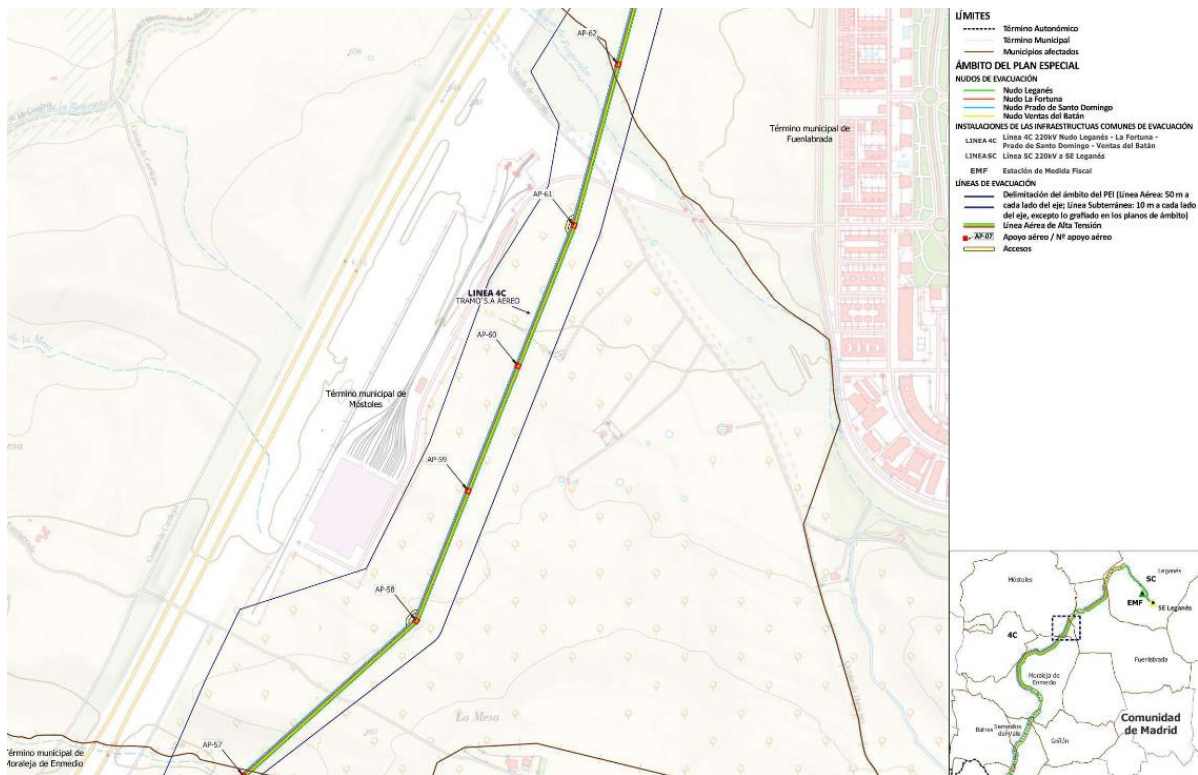 AP-62
Término municipal de
Fuenlabrada
AP-61
LINEA 4C
TRAMO S.A AEREO
AP-60
Término municipal de
Móstoles
AP-59
AP-58
La Mesa
AP-57
Término municipal de
Moraleja de Enmedio
LÍMITES
Término Autonómico
Término Municipal
Municipios afectados
ÁMBITO DEL PLAN ESPECIAL
NUDOS DE EVACUACIÓN
Nudo Leganés
Nudo La Fortuna
Nudo Prado de Santo Domingo
Nudo Ventas del Batán
INSTALACIONES DE LAS INFRAESTRUCTUAS COMUNES DE EVACUACIÓN
LINEA 4C Línea 4C 220kV Nudo Leganés - La Fortuna -
Prado de Santo Domingo - Ventas del Batán
LINEA SC Línea SC 220kV a SE Leganés
EMF Estación de Medida Fiscal
LÍNEAS DE EVACUACIÓN
Delimitación del ámbito del PEI (Línea Aérea: 50 m a
cada lado del eje; Línea Subterránea: 10 m a cada lado
del eje, excepto lo grafiado en los planos de ámbito)
Línea Aérea de Alta Tensión
AP-07 Apoyo aéreo / Nº apoyo aéreo
Accesos
Móstoles
Leganés
SC
EMF
SE Leganés
4C
Fuenlabrada
Moraleja de
Enmedio
Comunidad
de Madrid
Batres
Serranillos
del Valle
Griñón